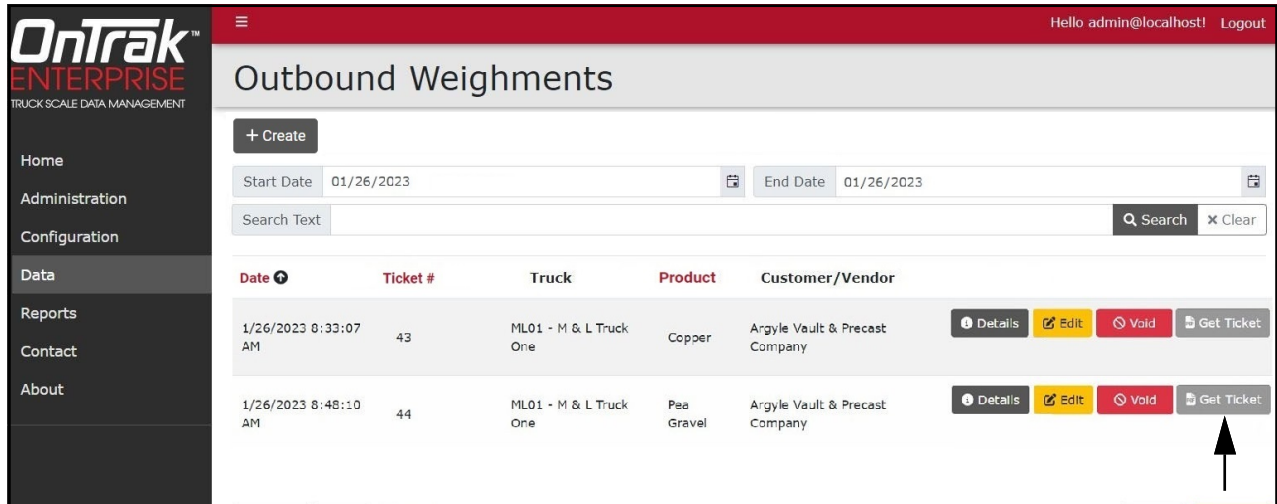 OnTrak™
ENTERPRISE
TRUCK SCALE DATA MANAGEMENT
Home
Administration
Configuration
Data
Reports
Contact
About
Hello admin@localhost! Logout
Outbound Weighments
+ Create
Start Date 01/26/2023 End Date 01/26/2023
Search Text Search × Clear
Date Ticket # Truck Product Customer/Vendor
1/26/2023 8:33:07 AM 43 ML01 - M & L Truck One Copper Argyle Vault & Precast Company Details Edit Void Get Ticket
1/26/2023 8:48:10 AM 44 ML01 - M & L Truck One Pea Gravel Argyle Vault & Precast Company Details Edit Void Get Ticket